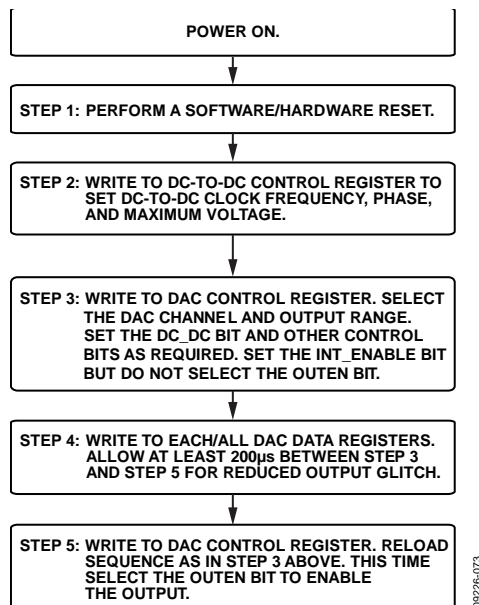 POWER ON.
STEP 1: PERFORM A SOFTWARE/HARDWARE RESET.
STEP 2: WRITE TO DC-TO-DC CONTROL REGISTER TO
SET DC-TO-DC CLOCK FREQUENCY, PHASE,
AND MAXIMUM VOLTAGE.
STEP 3: WRITE TO DAC CONTROL REGISTER. SELECT
THE DAC CHANNEL AND OUTPUT RANGE.
SET THE DC_DC BIT AND OTHER CONTROL
BITS AS REQUIRED. SET THE INT_ENABLE BIT
BUT DO NOT SELECT THE OUTEN BIT.
STEP 4: WRITE TO EACH/ALL DAC DATA REGISTERS.
ALLOW AT LEAST 200µs BETWEEN STEP 3
AND STEP 5 FOR REDUCED OUTPUT GLITCH.
STEP 5: WRITE TO DAC CONTROL REGISTER. RELOAD
SEQUENCE AS IN STEP 3 ABOVE. THIS TIME
SELECT THE OUTEN BIT TO ENABLE
THE OUTPUT.
09226-073